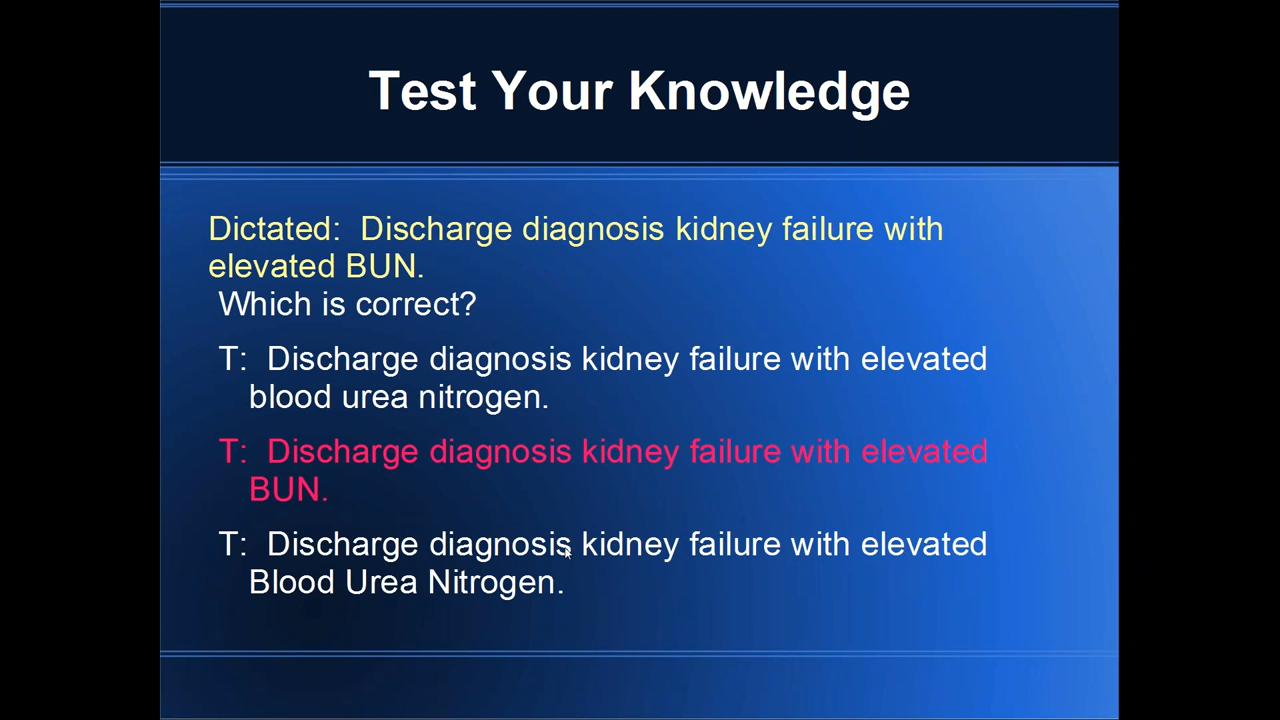 Test Your Knowledge
Dictated:  Discharge diagnosis kidney failure with
elevated BUN.
Which is correct?
T:  Discharge diagnosis kidney failure with elevated
blood urea nitrogen.
T:  Discharge diagnosis kidney failure with elevated
BUN.
T:  Discharge diagnosis kidney failure with elevated
Blood Urea Nitrogen.